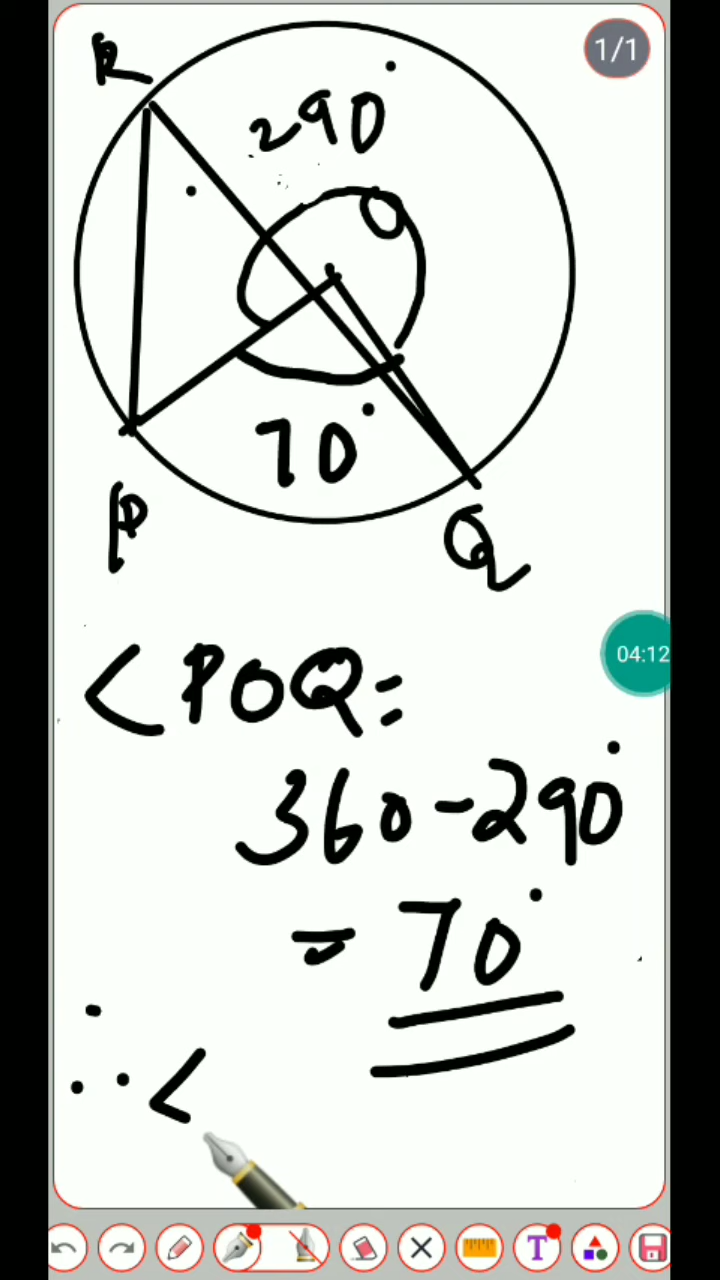 1/1
R
290°
O
70°
P
Q
04:12
<POQ=
360-290°
= 70°
∴ <
T